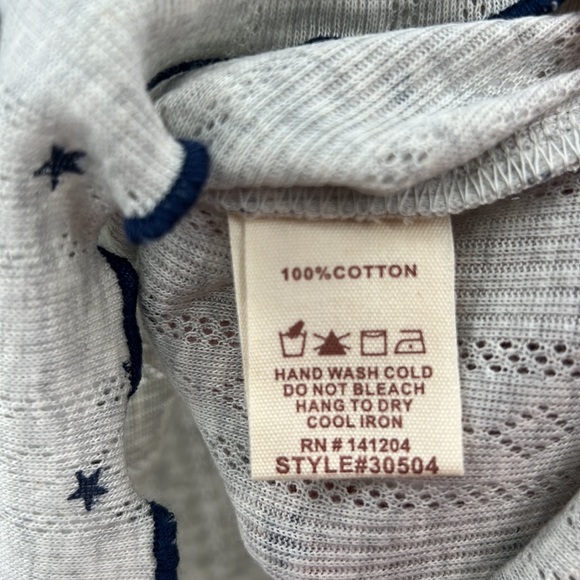 100%COTTON
HAND WASH COLD
DO NOT BLEACH
HANG TO DRY
COOL IRON
RN # 141204
STYLE#30504